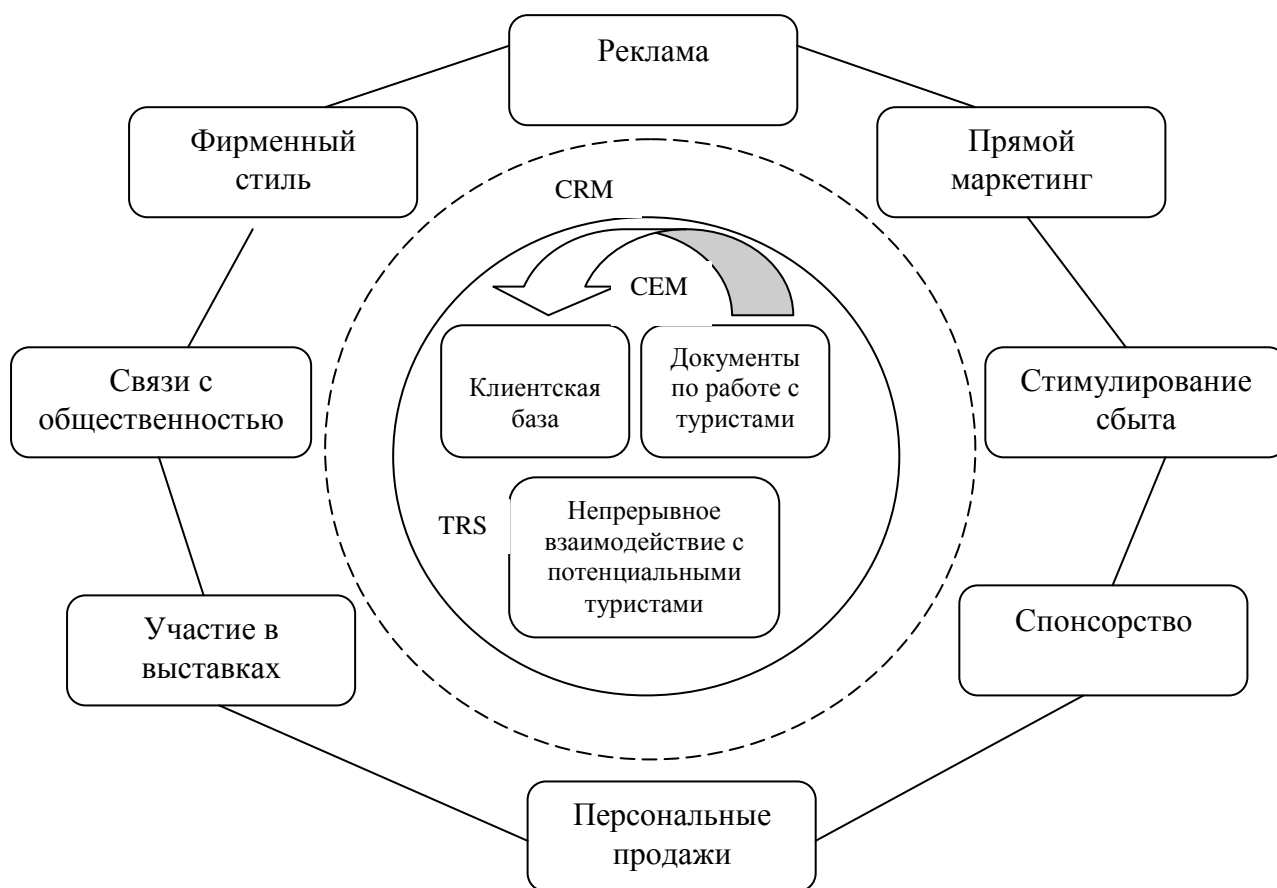 Реклама
Фирменный
стиль
Прямой
маркетинг
CRM
CEM
Клиентская
база
Документы
по работе с
туристами
Связи с
общественностью
Стимулирование
сбыта
TRS
Непрерывное
взаимодействие с
потенциальными
туристами
Участие в
выставках
Спонсорство
Персональные
продажи